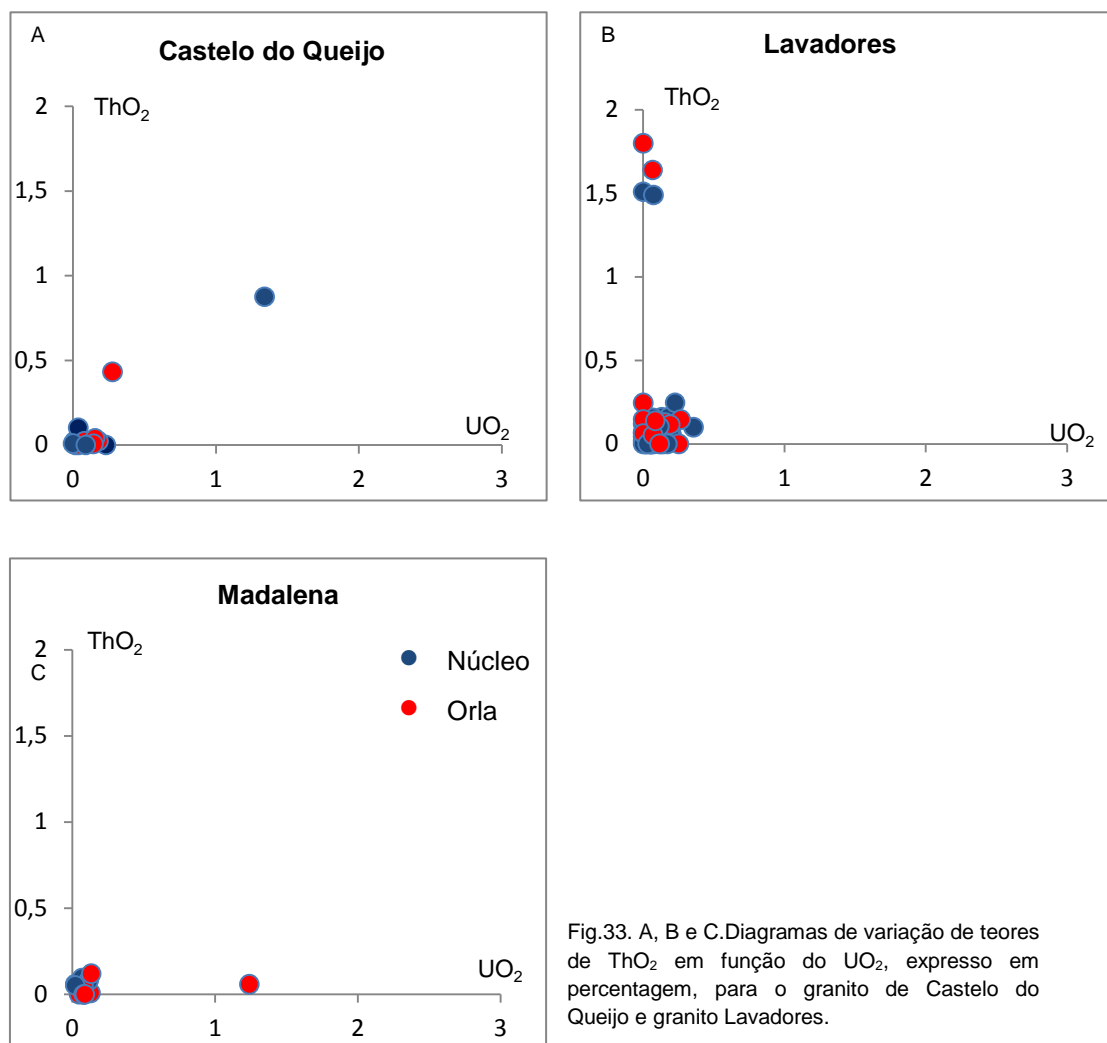 A
Castelo do Queijo
ThO₂
2
1,5
1
0,5
0
UO₂
0 1 2 3
B
Lavadores
ThO₂
2
1,5
1
0,5
0
UO₂
0 1 2 3
Madalena
ThO₂
2
C
1,5
1
0,5
0
Núcleo
Orla
UO₂
0 1 2 3
Fig.33. A, B e C.Diagramas de variação de teores
de ThO₂ em função do UO₂, expresso em
percentagem, para o granito de Castelo do
Queijo e granito Lavadores.